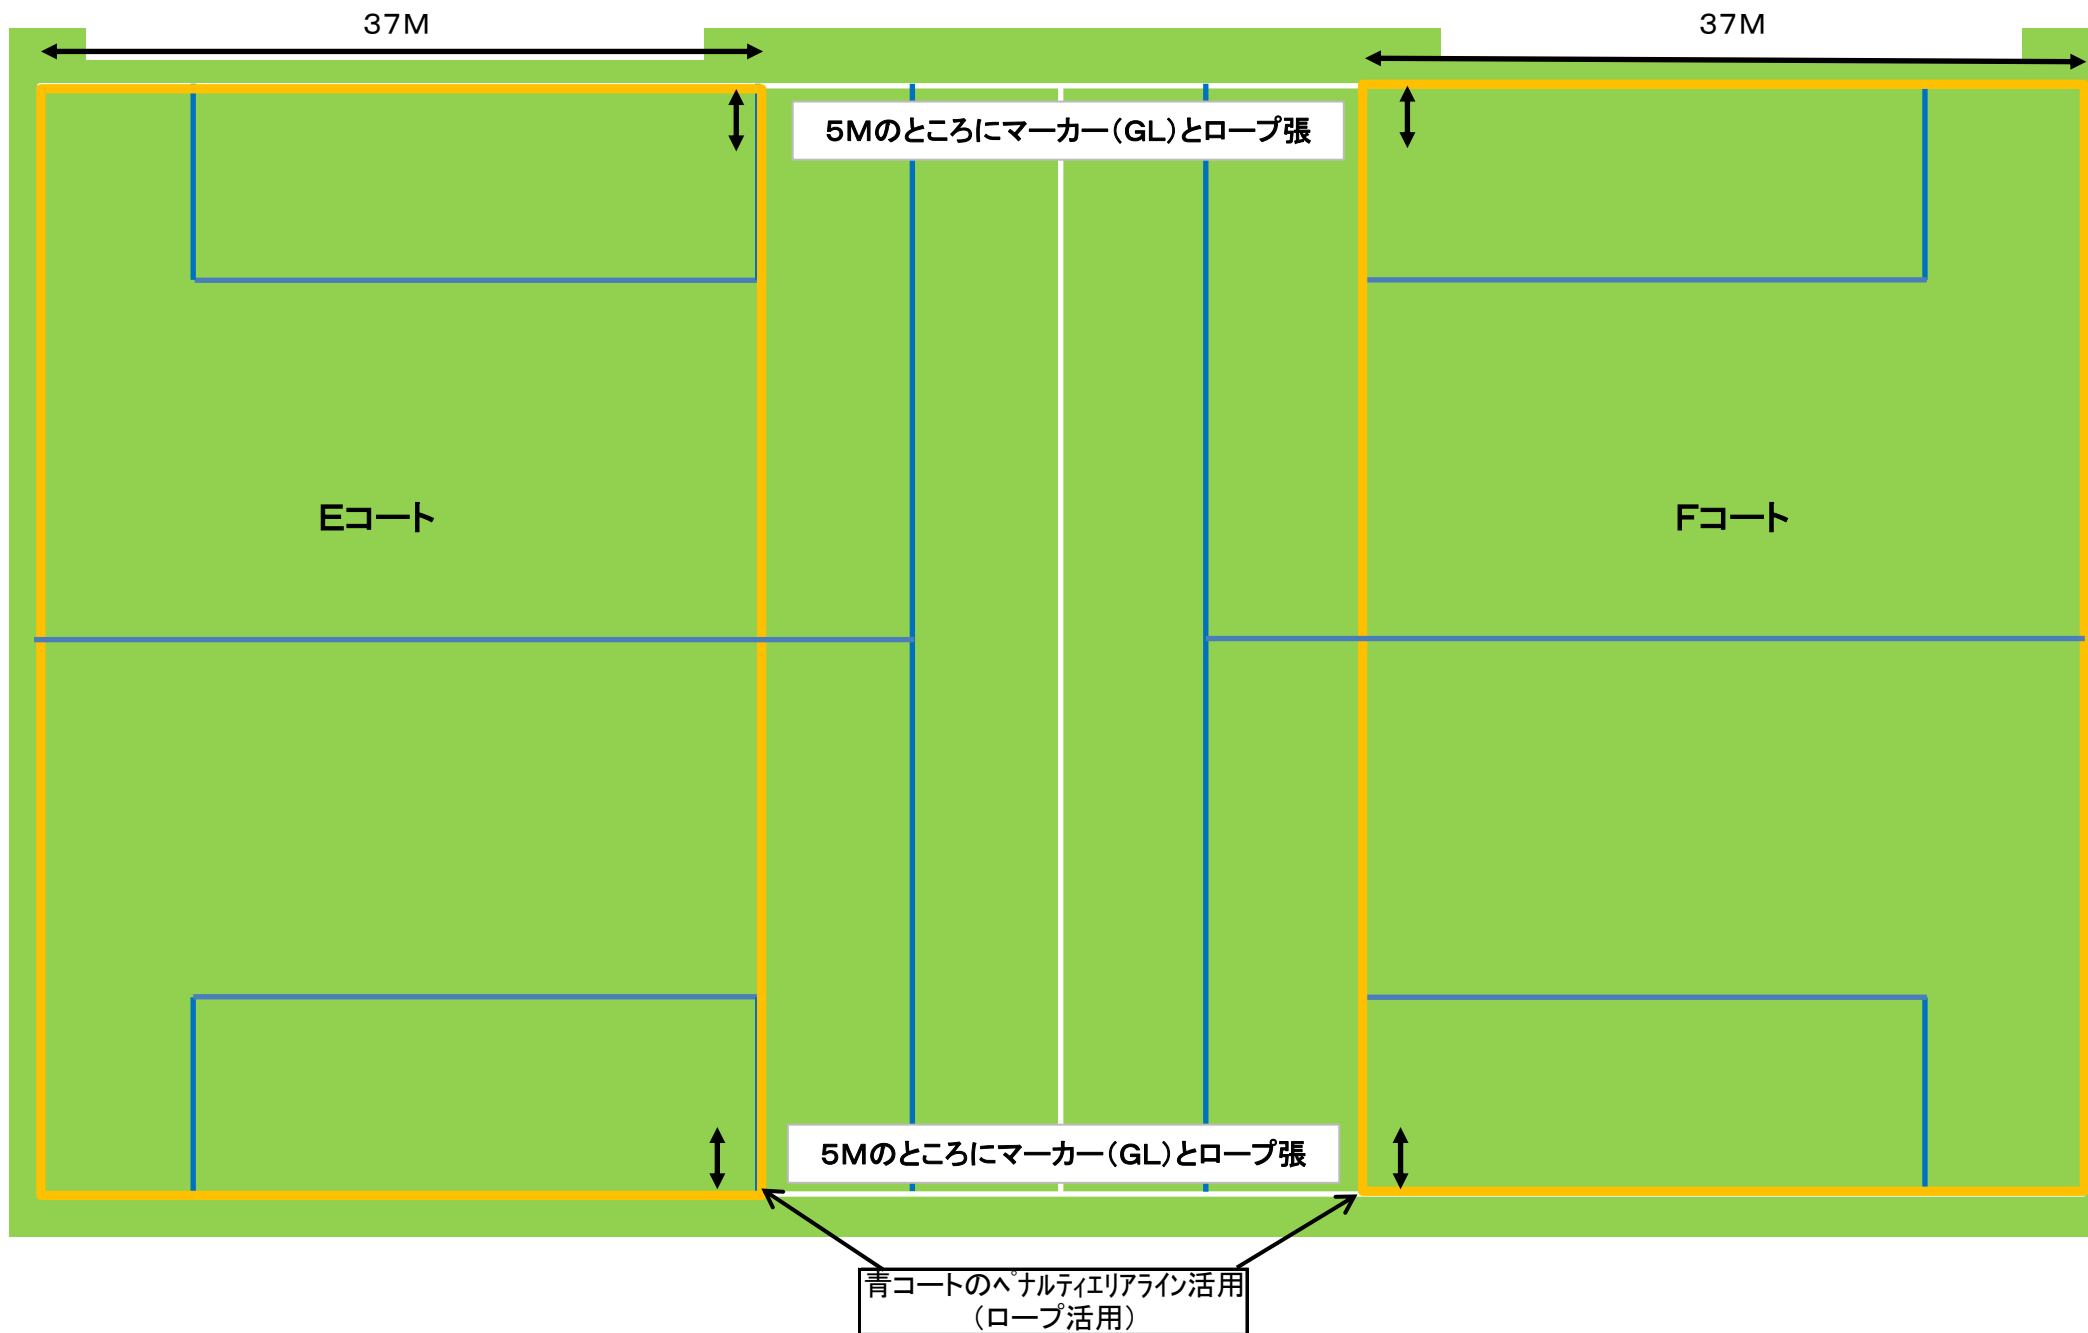 37M
37M
5Mのところにマーカー(GL)とロープ張
Eコート
Fコート
5Mのところにマーカー(GL)とロープ張
青コートのペナルティエリアライン活用
(ロープ活用)